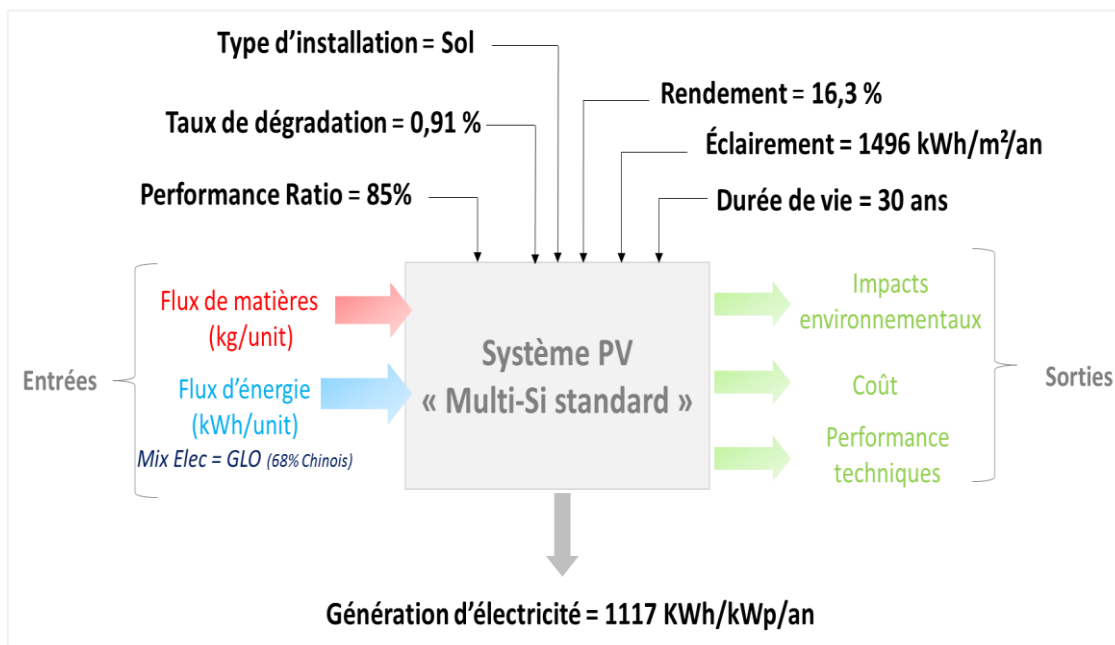 Type d’installation = Sol
Rendement = 16,3 %
Taux de dégradation = 0,91 %
Éclairement = 1496 kWh/m²/an
Performance Ratio = 85%
Durée de vie = 30 ans
Entrées
Flux de matières
(kg/unit)
Flux d’énergie
(kWh/unit)
Mix Elec = GLO (68% Chinois)
Système PV
« Multi-Si standard »
Impacts
environnementaux
Coût
Performance
techniques
Sorties
Génération d’électricité = 1117 KWh/kWp/an